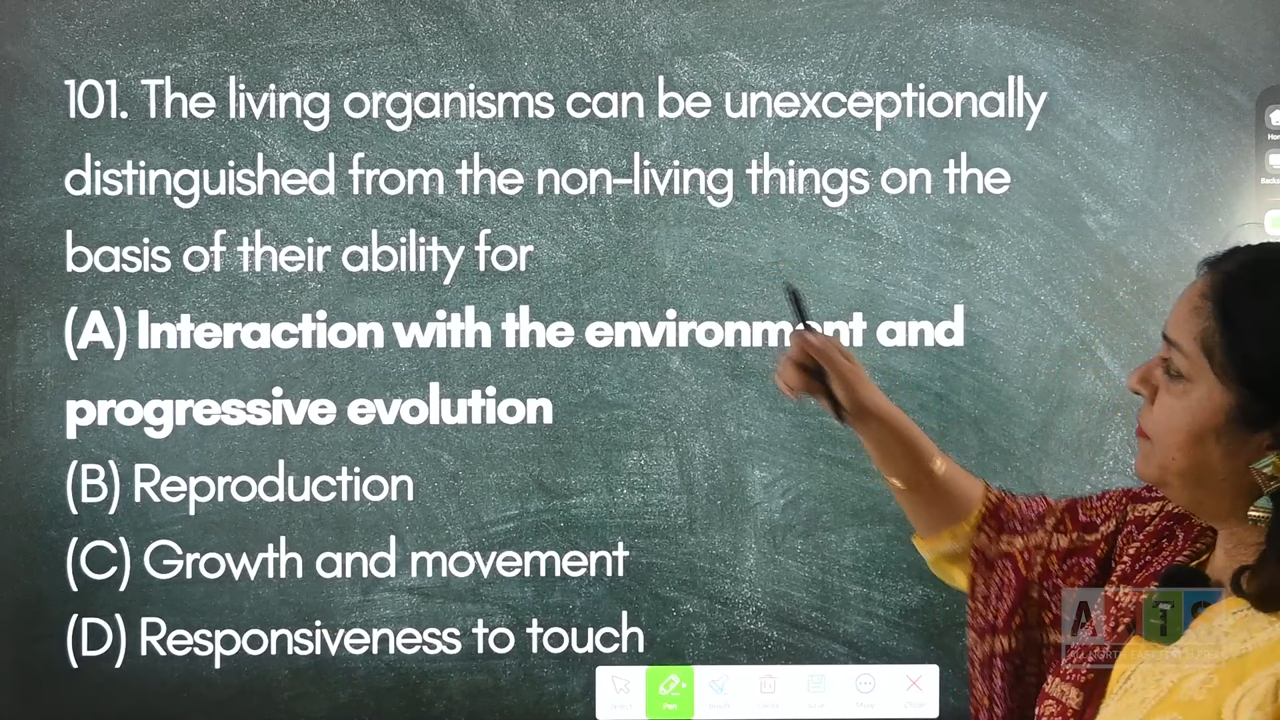 101. The living organisms can be unexceptionally
distinguished from the non-living things on the
basis of their ability for
(A) Interaction with the environment and
progressive evolution
(B) Reproduction
(C) Growth and movement
(D) Responsiveness to touch
Pen